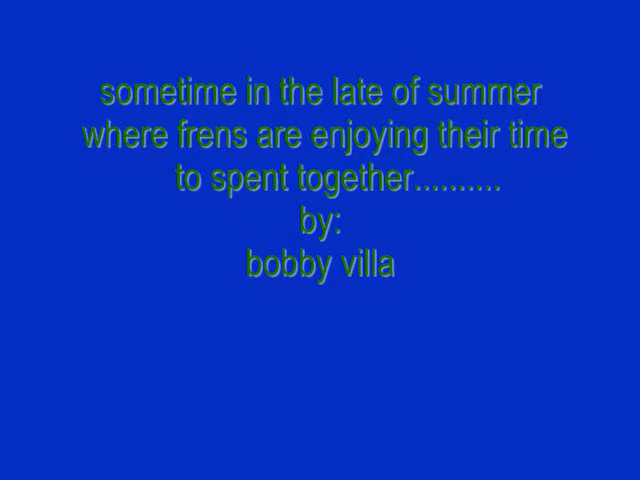 sometime in the late of summer
where frens are enjoying their time
to spent together..........
by:
bobby villa